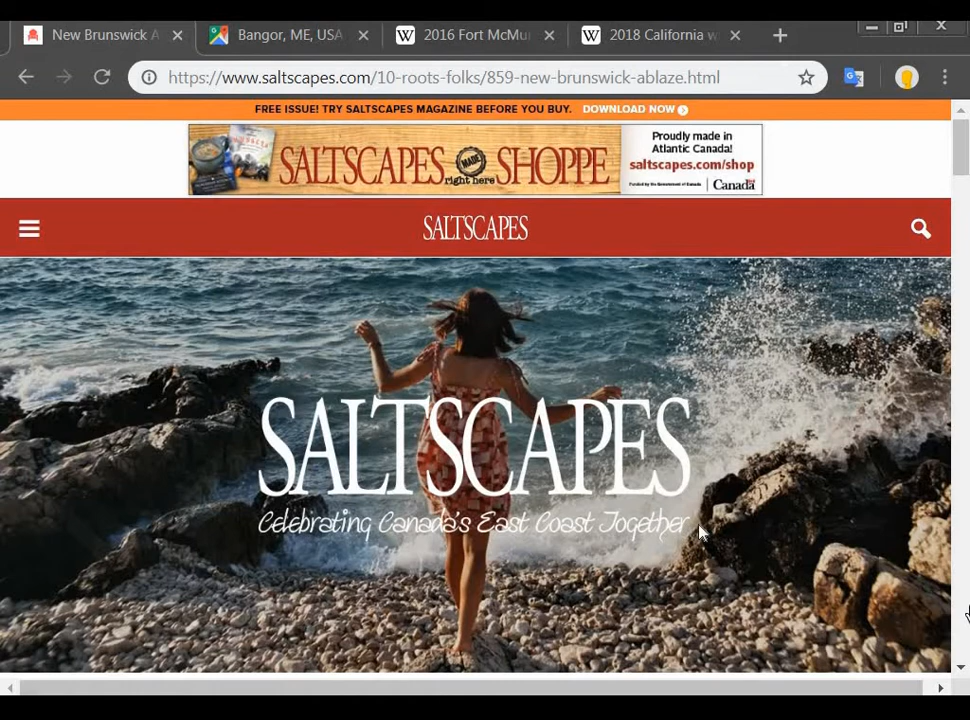 New Brunswick A
Bangor, ME, USA
2016 Fort McMu
2018 California w
https://www.saltscapes.com/10-roots-folks/859-new-brunswick-ablaze.html
FREE ISSUE! TRY SALTSCAPES MAGAZINE BEFORE YOU BUY. DOWNLOAD NOW
SALTSCAPES MADE right here SHOPPE
Proudly made in
Atlantic Canada!
saltscapes.com/shop
Canada
SALTSCAPES
SALTSCAPES
Celebrating Canada's East Coast Together